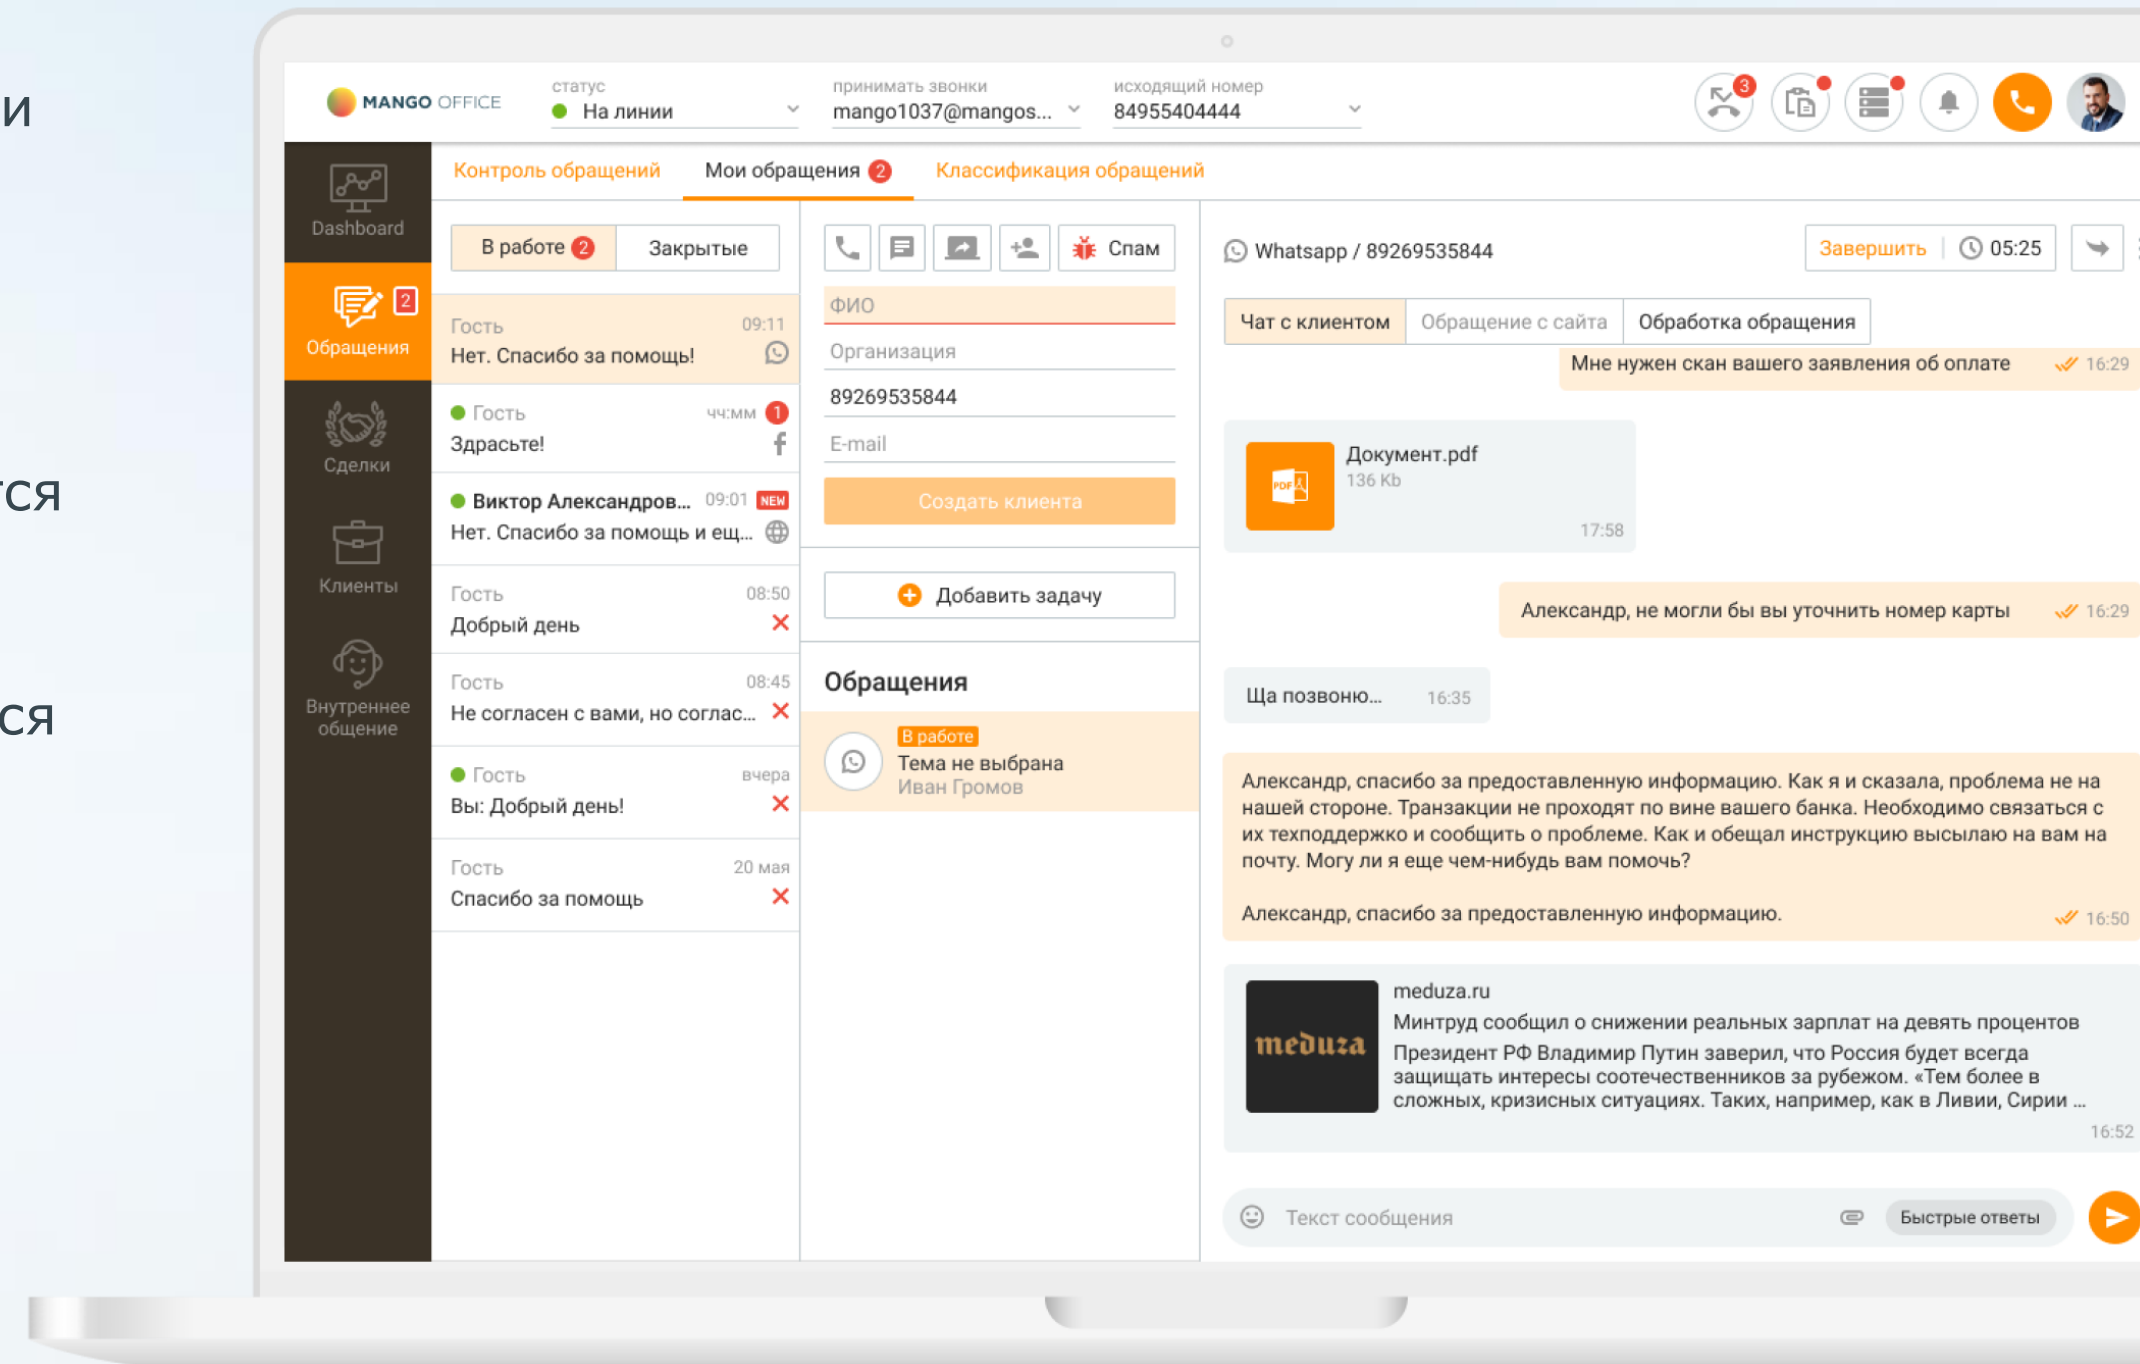 и
тся
ся
MANGO OFFICE
статус
На линии
принимать звонки
mango1037@mangos...
исходящий номер
84955404444
3
Dashboard
2
Обращения
Сделки
Клиенты
Внутреннее
общение
Контроль обращений
Мои обращения 2
Классификация обращений
В работе 2
Закрытые
Гость 09:11
Нет. Спасибо за помощь!
Гость чч:мм 1
Здрасьте!
Виктор Александров... 09:01 NEW
Нет. Спасибо за помощь и ещ...
Гость 08:50
Добрый день
Гость 08:45
Не согласен с вами, но соглас...
Гость вчера
Вы: Добрый день!
Гость 20 мая
Спасибо за помощь
Спам
ФИО
Организация
89269535844
E-mail
Создать клиента
Добавить задачу
Обращения
В работе
Тема не выбрана
Иван Громов
Whatsapp / 89269535844
Завершить 05:25
Чат с клиентом
Обращение с сайта
Обработка обращения
Мне нужен скан вашего заявления об оплате 16:29
PDF
Документ.pdf
136 Kb
17:58
Александр, не могли бы вы уточнить номер карты 16:29
Ща позвоню... 16:35
Александр, спасибо за предоставленную информацию. Как я и сказала, проблема не на
нашей стороне. Транзакции не проходят по вине вашего банка. Необходимо связаться с
их техподдержко и сообщить о проблеме. Как и обещал инструкцию высылаю на вам на
почту. Могу ли я еще чем-нибудь вам помочь?
Александр, спасибо за предоставленную информацию. 16:50
meduza
meduza.ru
Минтруд сообщил о снижении реальных зарплат на девять процентов
Президент РФ Владимир Путин заверил, что Россия будет всегда
защищать интересы соотечественников за рубежом. «Тем более в
сложных, кризисных ситуациях. Таких, например, как в Ливии, Сирии ...
16:52
Текст сообщения
Быстрые ответы